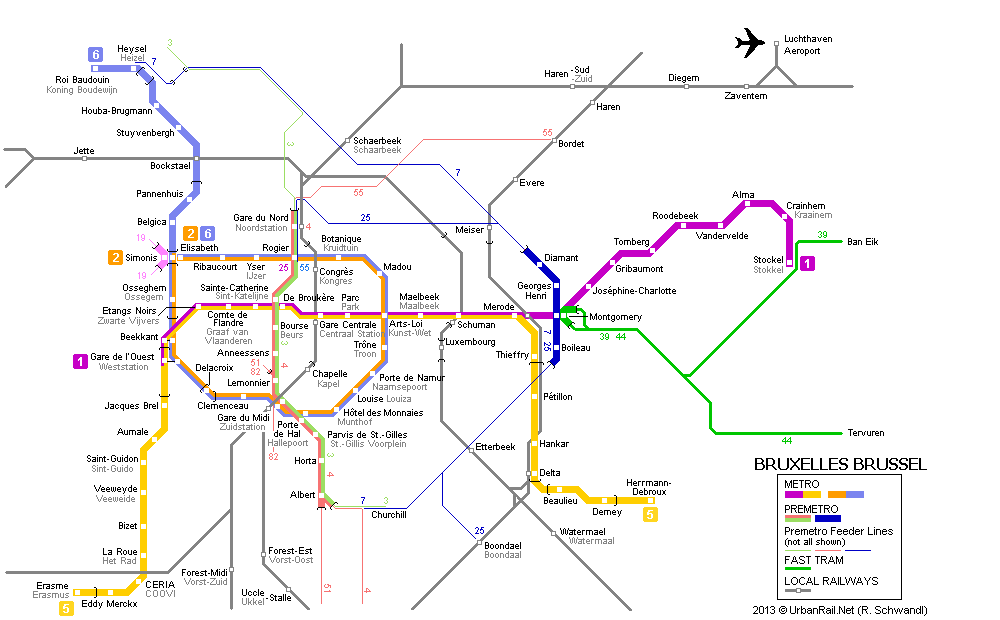 Luchthaven
Aeroport
3
Heysel
Heizel
6
7
Roi Baudouin
Koning Boudewijn
Houba-Brugmann
Stuyvenbergh
Jette
Bockstael
Pannenhuis
Belgica
Haren -Sud
-Zuid
Diegem
Zaventem
Haren
Schaerbeek
Schaarbeek
55
Bordet
3
7
55
Evere
25
Gare du Nord
Noordstation
4
Meiser
Alma
Crainhem
Kraainem
Roodebeek
Vandervelde
Tomberg
Gribaumont
Stockel
Stokkel
1
39
Ban Eik
19
2
6
2
Simonis
Elisabeth
19
Ribaucourt
Yser
IJzer
Rogier
25
55
Botanique
Kruidtuin
Congrès
Kongres
Madou
Diamant
Georges
Henri
Joséphine-Charlotte
Osseghem
Ossegem
Etangs Noirs
Zwarte Vijvers
Beekkant
Sainte-Catherine
Sint-Katelijne
De Broukère
Parc
Park
Maelbeek
Maalbeek
Merode
Montgomery
Comte de
Flandre
Graaf van
Vlaanderen
Bourse
Beurs
Gare Centrale
Central Station
Arts-Loi
Kunst-Wet
Schuman
39
44
7
25
Boileau
1
Gare de l'Ouest
Weststation
Anneessens
3
4
51
82
Trône
Troon
Luxembourg
Thieffry
Delacroix
Lemonnier
Chapelle
Kapel
Porte de Namur
Naamsepoort
Louise Louiza
Jacques Brel
Clemenceau
Gare du Midi
Zuidstation
Hôtel des Monnaies
Munthof
Pétillon
Aumale
Porte
de Hal
Hallepoort
82
Parvis de St.-Gilles
St.-Gillis Voorplein
44
Tervuren
Saint-Guidon
Sint-Guido
Horta
3
4
Etterbeek
Hankar
Veeweyde
Veeweide
Albert
Delta
Beaulieu
Demey
Herrmann-
Debroux
5
7
3
Churchill
Bizet
25
Boondael
Boondaal
Watermael
Watermaal
La Roue
Het Rad
Forest-Est
Vorst-Oost
Forest-Midi
Vorst-Zuid
Erasme
Erasmus
5
Eddy Merckx
CERIA
COOVI
Uccle
Ukkel
-Stalle
51
4
BRUXELLES BRUSSEL
METRO
PREMETRO
Premetro Feeder Lines
(not all shown)
FAST TRAM
LOCAL RAILWAYS
2013 © UrbanRail.Net (R. Schwandl)